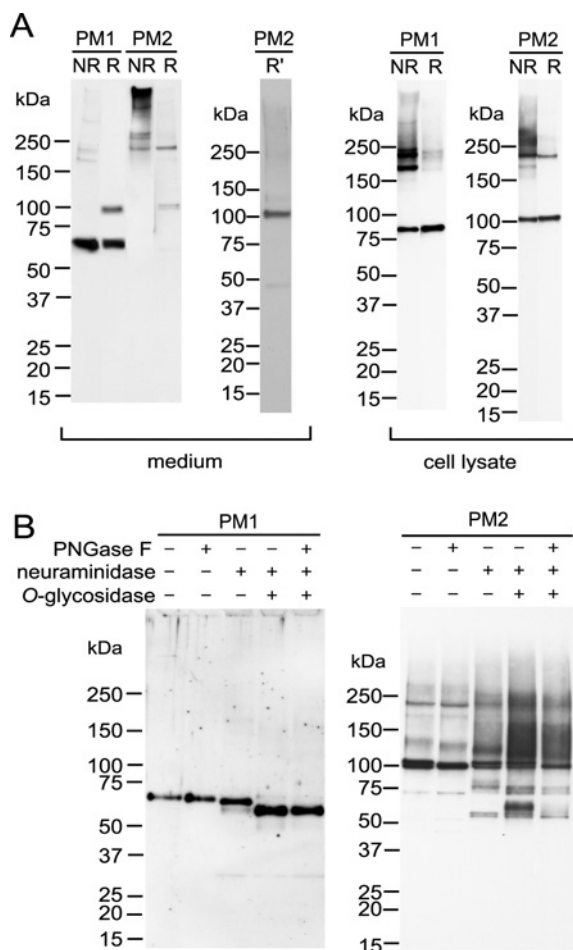 A
PM1 PM2 PM2 PM1 PM2
NR R NR R R' NR R NR R
kDa kDa kDa kDa
250 250 250 250
150 150 150 150
100 100 100 100
75 75 75 75
50 50 50 50
37 37 37 37
25 25 25 25
20 20 20 20
15 15 15 15
medium cell lysate
B
PM1 PM2
PNGase F – + – – + – + – – +
neuraminidase – – + + + – – + + +
O-glycosidase – – – + + – – – + +
kDa kDa
250 250
150 150
100 100
75 75
50 50
37 37
25 25
20 20
15 15